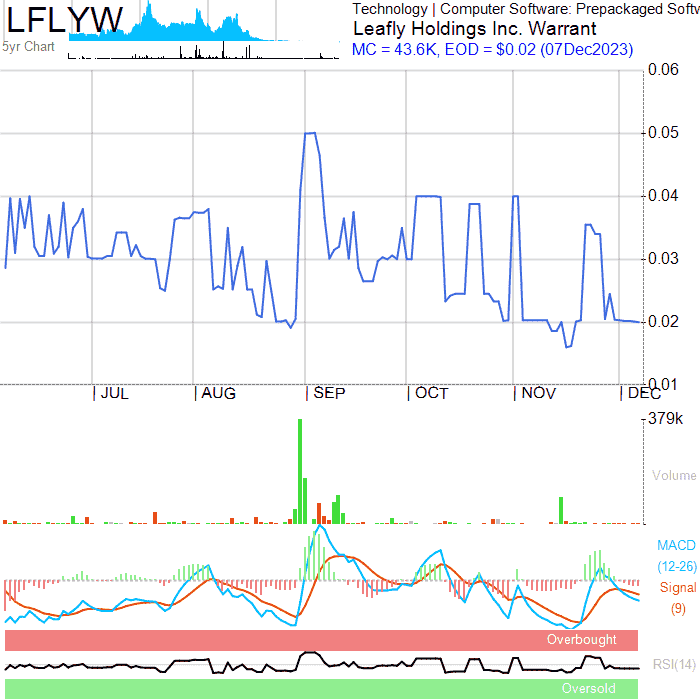 LFLYW
Technology | Computer Software: Prepackaged Softw
Leafly Holdings Inc. Warrant
5yr Chart
MC = 43.6K, EOD = $0.02 (07Dec2023)
0.06
0.05
0.04
0.03
0.02
0.01
JUL
AUG
SEP
OCT
NOV
DEC
379k
Volume
MACD
(12-26)
Signal
(9)
Overbought
RSI(14)
Oversold